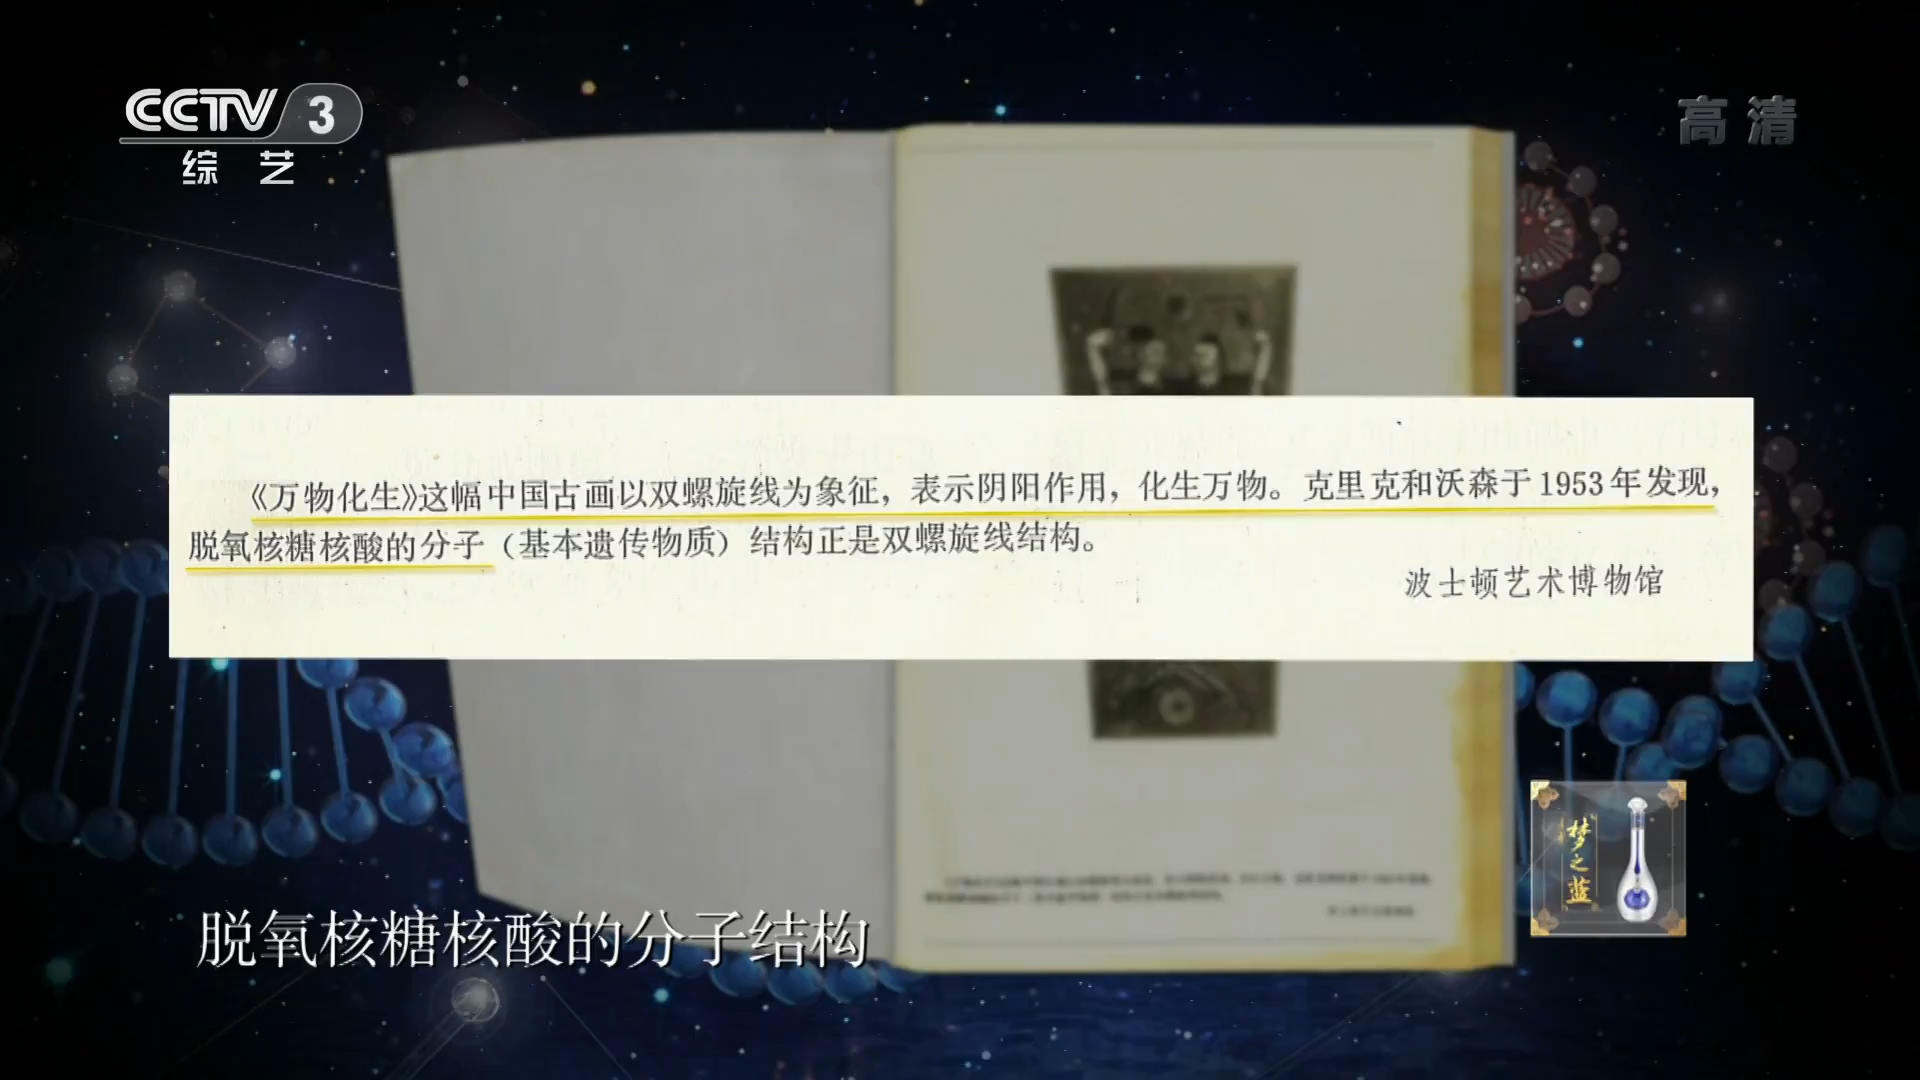 CCTV 3
综艺
高清
《万物化生》这幅中国古画以双螺旋线为象征，表示阴阳作用，化生万物。克里克和沃森于1953年发现，
脱氧核糖核酸的分子（基本遗传物质）结构正是双螺旋线结构。
波士顿艺术博物馆
梦之蓝
脱氧核糖核酸的分子结构